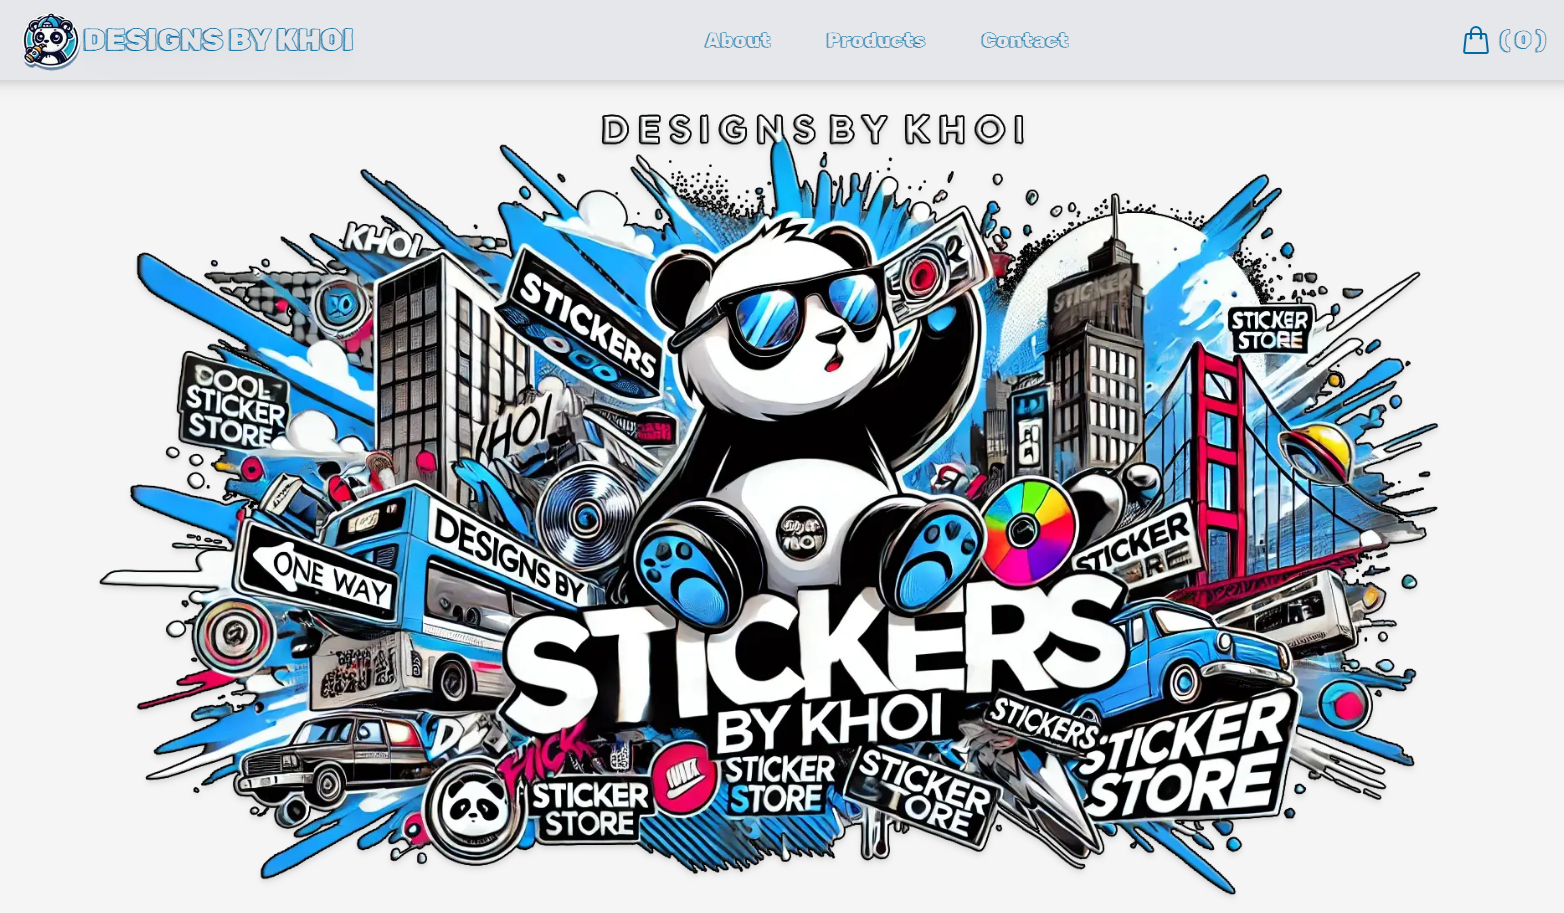 DESIGNS BY KHOI
About
Products
Contact
(0)
DESIGNS BY KHOI
KHOI
STICKERS
STICKER
STICKER
STORE
COOL
STICKER
STORE
KHOI
DESIGNS BY
ONE WAY
STICKER
STICKERS
BY KHOI
STICKERS
STICKER
STORE
STICKER
STORE
STICKER
STORE
STICKER